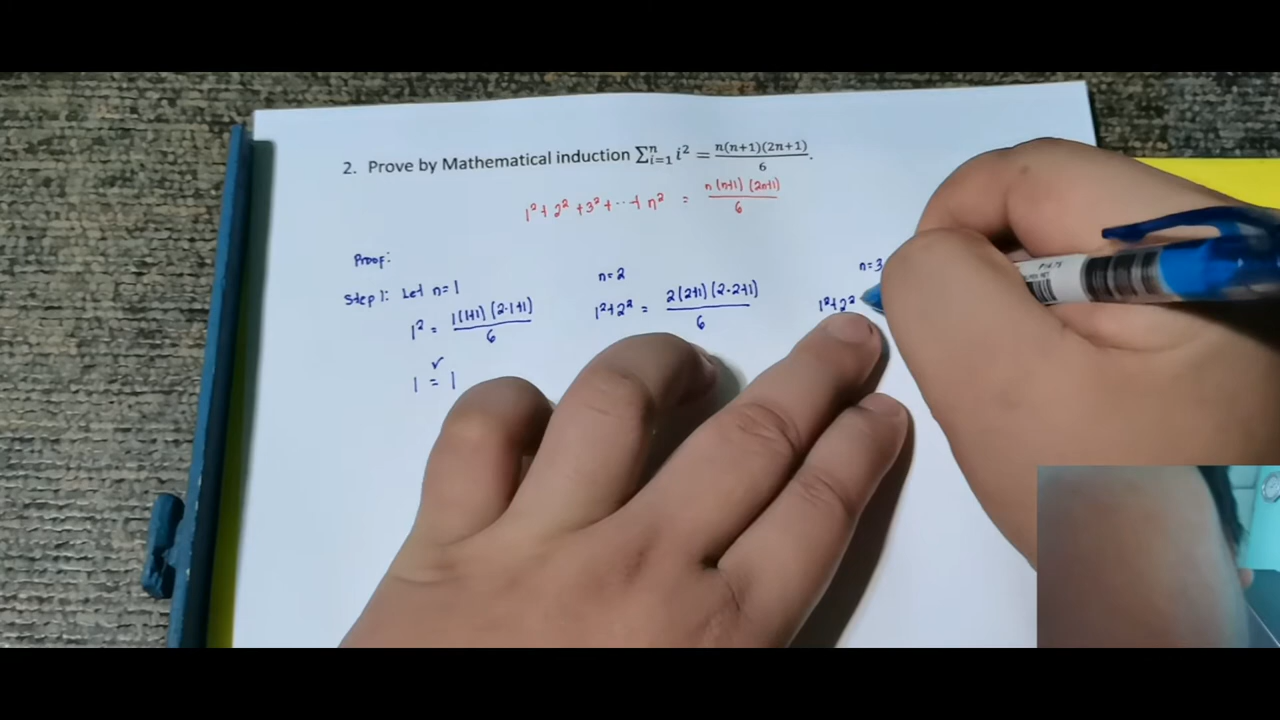 2. Prove by Mathematical induction ∑ⁿᵢ₌₁ i² = n(n+1)(2n+1)/6.
1² + 2² + 3² + ... + n² = n(n+1)(2n+1)/6
Proof:
Step 1: Let n=1
1² = 1(1+1)(2·1+1)/6
1 = 1 ✓
n=2
1²+2² = 2(2+1)(2·2+1)/6
n=3
1²+2²